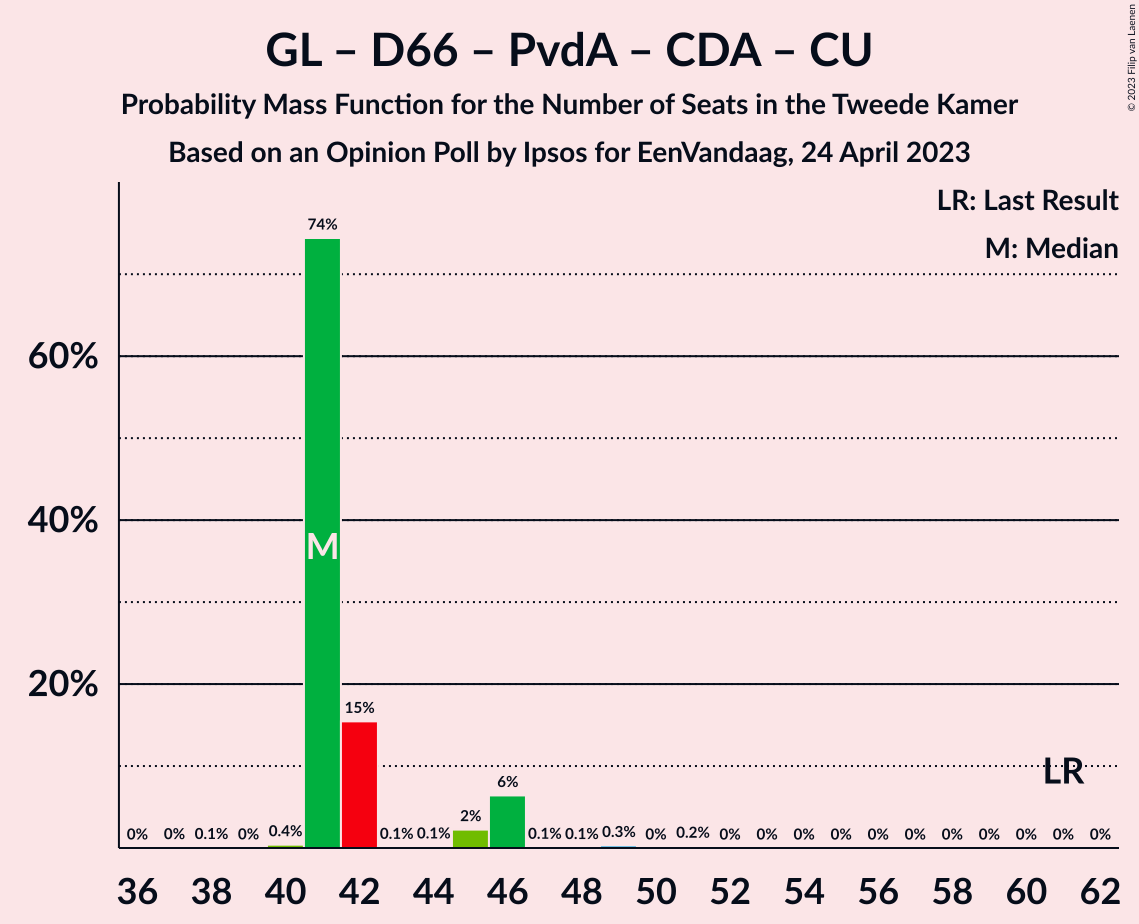 GL – D66 – PvdA – CDA – CU
Probability Mass Function for the Number of Seats in the Tweede Kamer
Based on an Opinion Poll by Ipsos for EenVandaag, 24 April 2023
© 2023 Filip van Laenen
LR: Last Result
M: Median
60%
40%
20%
0% 0% 0.1% 0% 0.4% 74% 15% 0.1% 0.1% 2% 6% 0.1% 0.1% 0.3% 0% 0.2% 0% 0% 0% 0% 0% 0% 0% 0% 0% 0% 0%
M
LR
36 38 40 42 44 46 48 50 52 54 56 58 60 62